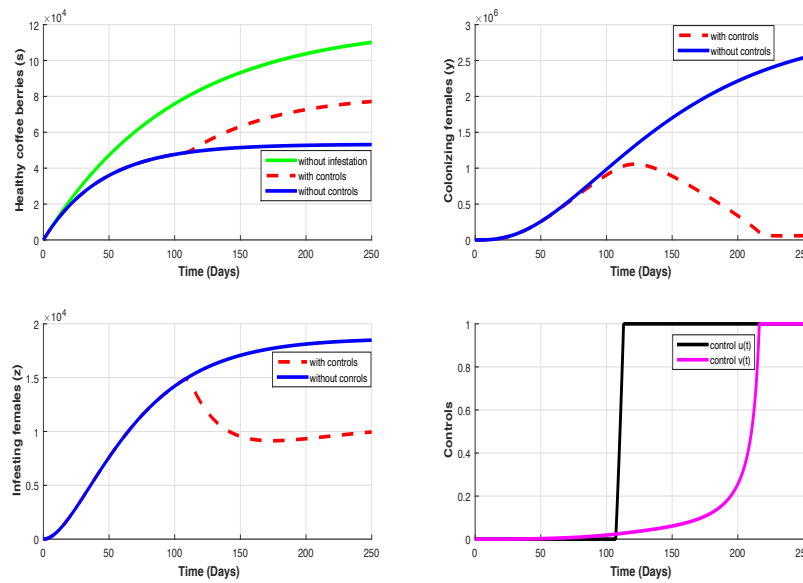 ×10^4
12
10
8
6
4
2
0
0 50 100 150 200 250
Time (Days)
Healthy coffee berries (s)
without infestation
with controls
without controls
×10^6
3
2.5
2
1.5
1
0.5
0
0 50 100 150 200 250
Time (Days)
Colonizing females (y)
with controls
without controls
×10^4
2
1.5
1
0.5
0
0 50 100 150 200 250
Time (Days)
Infesting females (z)
with controls
without conrols
1
0.8
0.6
0.4
0.2
0
0 50 100 150 200 250
Time (Days)
Controls
control u(t)
control v(t)